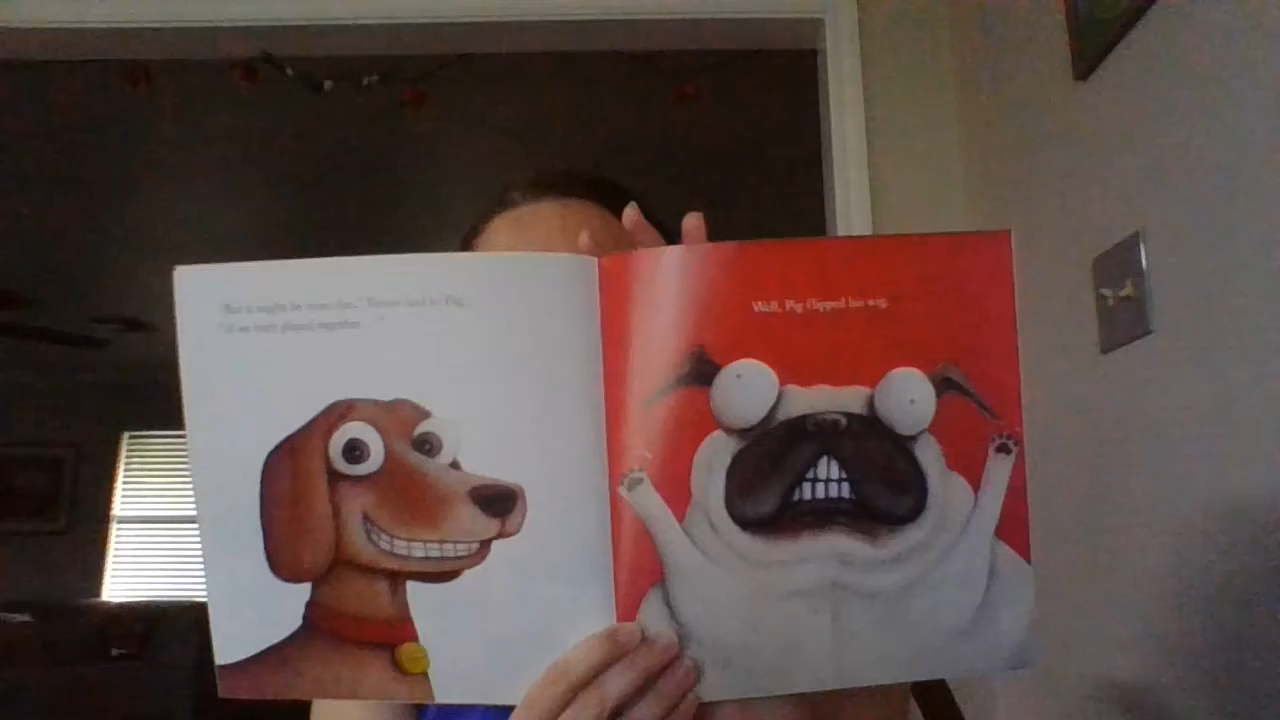 "But it might be more fun," Trevor said to Pig,
"if we both played together."
Well, Pig flipped his wig.